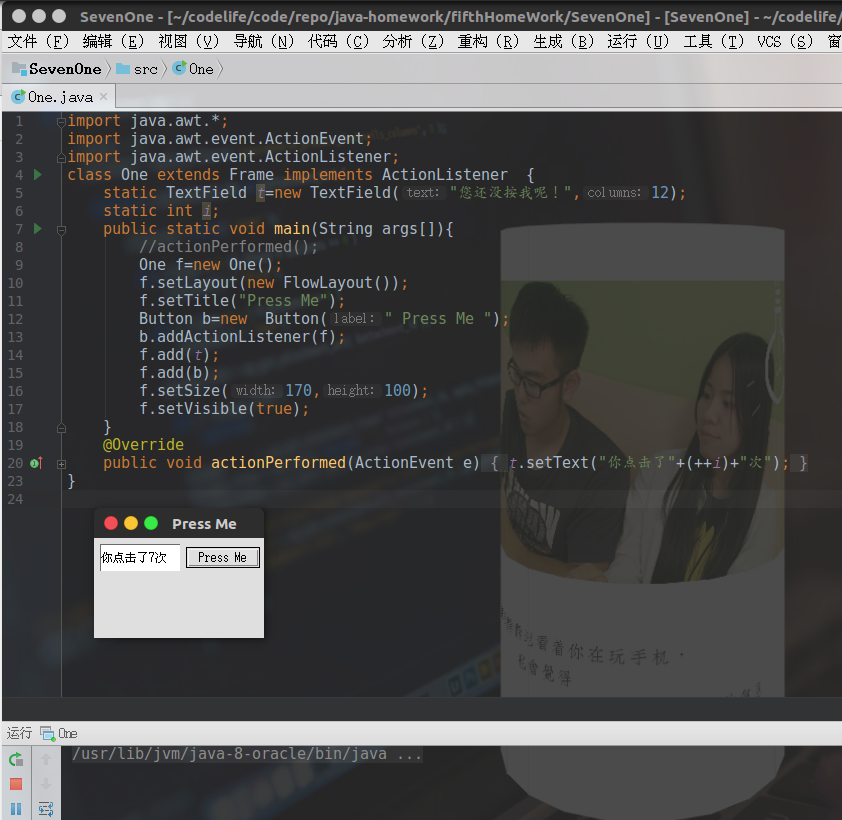 SevenOne - [~/codelife/code/repo/java-homework/fifthHomeWork/SevenOne] - [SevenOne] - ~/codelife/
文件 (F) 编辑 (E) 视图 (V) 导航 (N) 代码 (C) 分析 (Z) 重构 (R) 生成 (B) 运行 (U) 工具 (T) VCS (S) 窗
SevenOne src One
One.java
1 import java.awt.*;
2 import java.awt.event.ActionEvent;
3 import java.awt.event.ActionListener;
4 class One extends Frame implements ActionListener  {
5 static TextField t=new TextField( text: "您还没按我呢！", columns: 12);
6 static int i;
7 public static void main(String args[]){
8 //actionPerformed();
9 One f=new One();
10 f.setLayout(new FlowLayout());
11 f.setTitle("Press Me");
12 Button b=new  Button( label: " Press Me ");
13 b.addActionListener(f);
14 f.add(t);
15 f.add(b);
16 f.setSize( width: 170, height: 100);
17 f.setVisible(true);
18 }
19 @Override
20 public void actionPerformed(ActionEvent e) { t.setText("你点击了"+(++i)+"次"); }
23 }
24
Press Me
你点击了7次 Press Me
看着你在玩手机·
也会觉得
运行 One
/usr/lib/jvm/java-8-oracle/bin/java ...